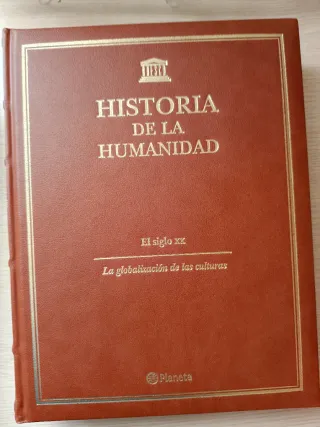 HISTORIA
DE LA
HUMANIDAD
El siglo XX
La globalización de las culturas
Planeta